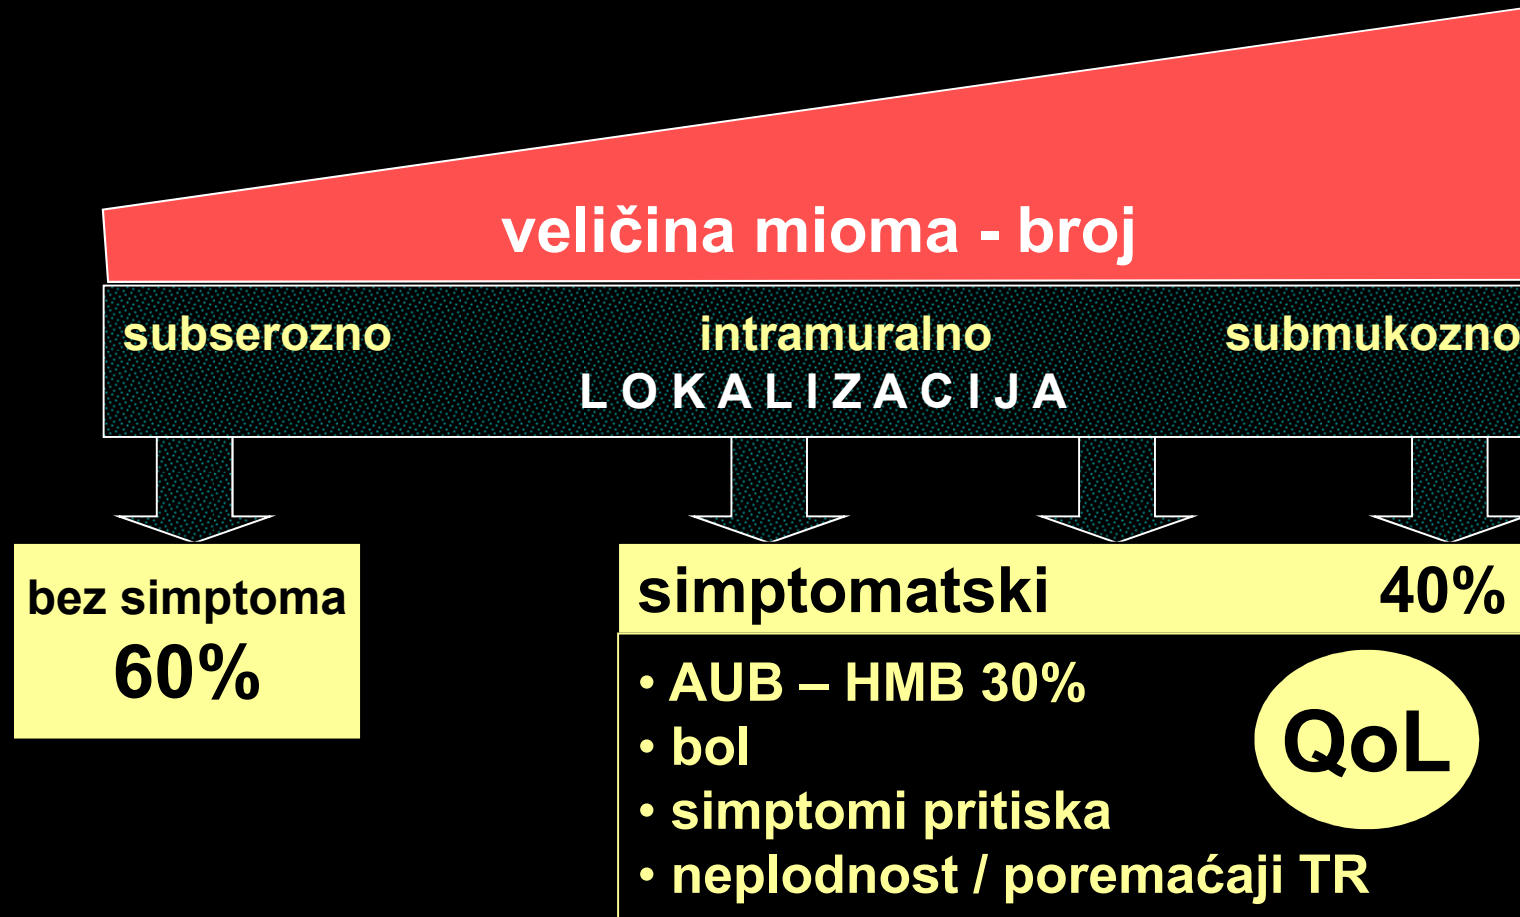 veličina mioma - broj
subserozno intramuralno submukozno
L O K A L I Z A C I J A
bez simptoma
60%
simptomatski 40%
• AUB – HMB 30%
• bol
• simptomi pritiska
• neplodnost / poremaćaji TR
QoL